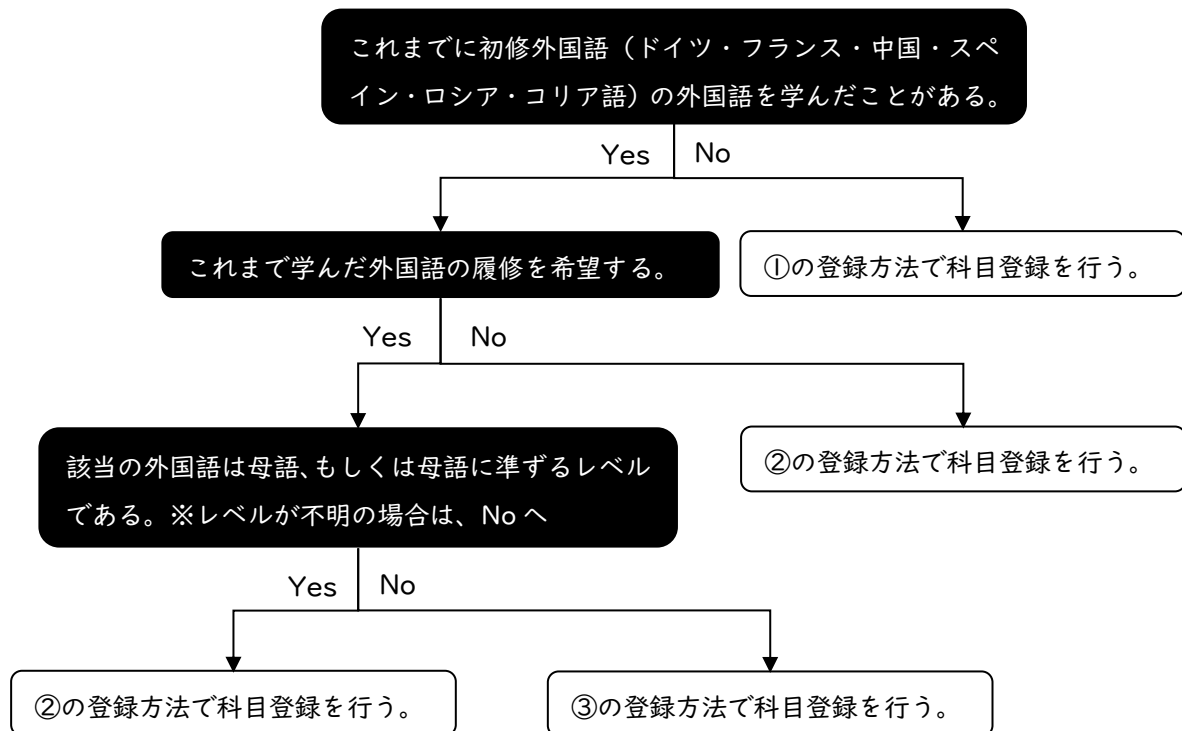 これまでに初修外国語（ドイツ・フランス・中国・スペ
イン・ロシア・コリア語）の外国語を学んだことがある。
Yes No
これまで学んだ外国語の履修を希望する。
①の登録方法で科目登録を行う。
Yes No
該当の外国語は母語、もしくは母語に準ずるレベル
である。※レベルが不明の場合は、No へ
②の登録方法で科目登録を行う。
Yes No
②の登録方法で科目登録を行う。
③の登録方法で科目登録を行う。